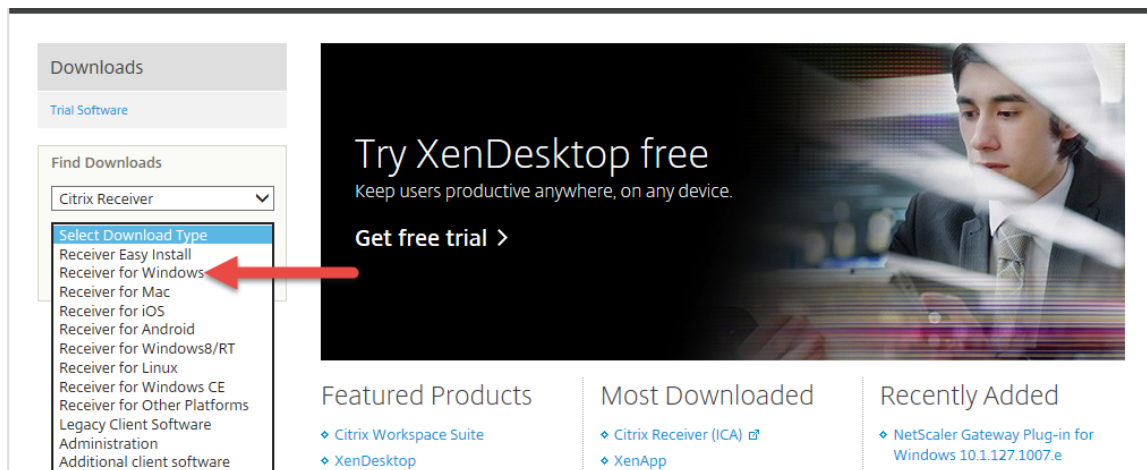 Downloads
Trial Software
Find Downloads
Citrix Receiver
Select Download Type
Receiver Easy Install
Receiver for Windows
Receiver for Mac
Receiver for iOS
Receiver for Android
Receiver for Windows8/RT
Receiver for Linux
Receiver for Windows CE
Receiver for Other Platforms
Legacy Client Software
Administration
Additional client software
Try XenDesktop free
Keep users productive anywhere, on any device.
Get free trial >
Featured Products
Citrix Workspace Suite
XenDesktop
Most Downloaded
Citrix Receiver (ICA)
XenApp
Recently Added
NetScaler Gateway Plug-in for
Windows 10.1.127.1007.e